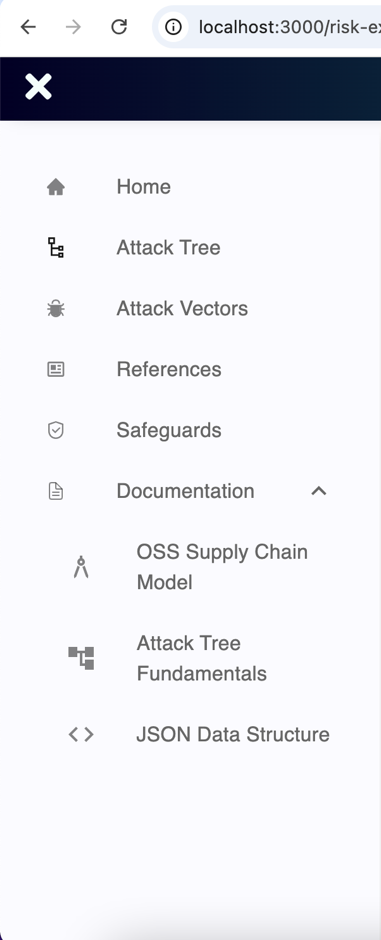 localhost:3000/risk-ex
Home
Attack Tree
Attack Vectors
References
Safeguards
Documentation
OSS Supply Chain
Model
Attack Tree
Fundamentals
JSON Data Structure